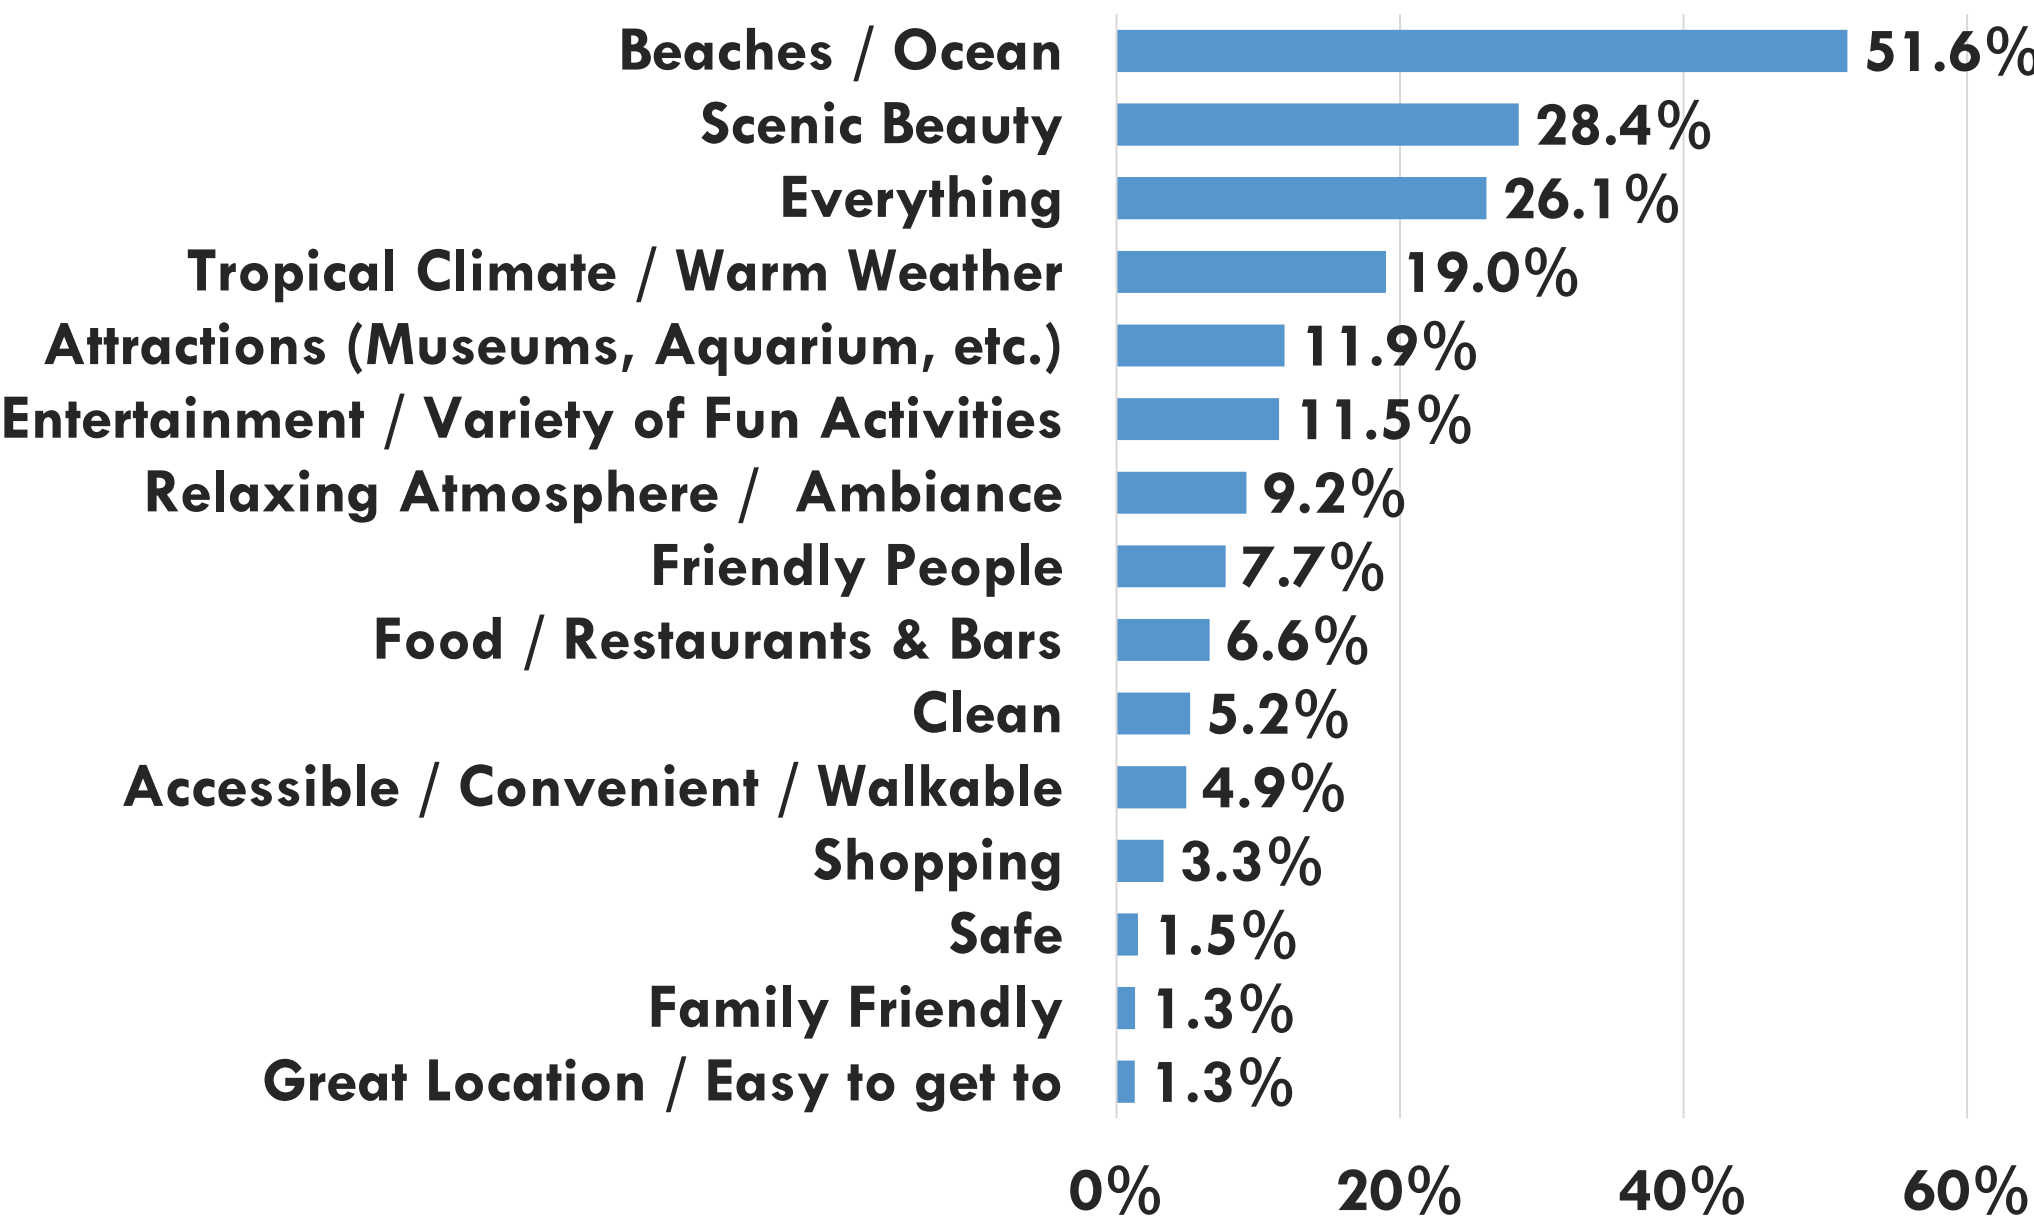 Beaches / Ocean 51.6%
Scenic Beauty 28.4%
Everything 26.1%
Tropical Climate / Warm Weather 19.0%
Attractions (Museums, Aquarium, etc.) 11.9%
Entertainment / Variety of Fun Activities 11.5%
Relaxing Atmosphere /  Ambiance 9.2%
Friendly People 7.7%
Food / Restaurants & Bars 6.6%
Clean 5.2%
Accessible / Convenient / Walkable 4.9%
Shopping 3.3%
Safe 1.5%
Family Friendly 1.3%
Great Location / Easy to get to 1.3%
0% 20% 40% 60%